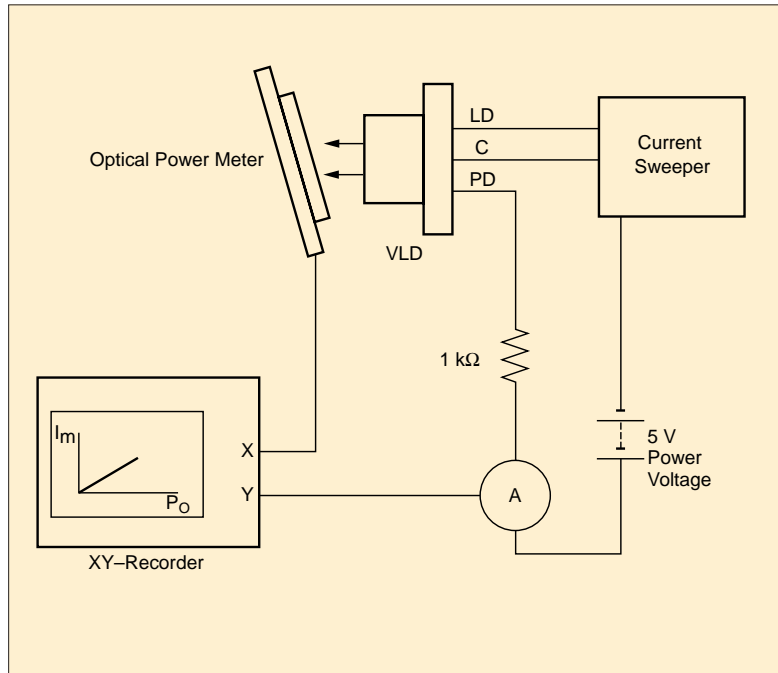 LD
C
PD
Current
Sweeper
Optical Power Meter
VLD
1 kΩ
5 V
Power
Voltage
Im
PO
X
Y
A
XY–Recorder